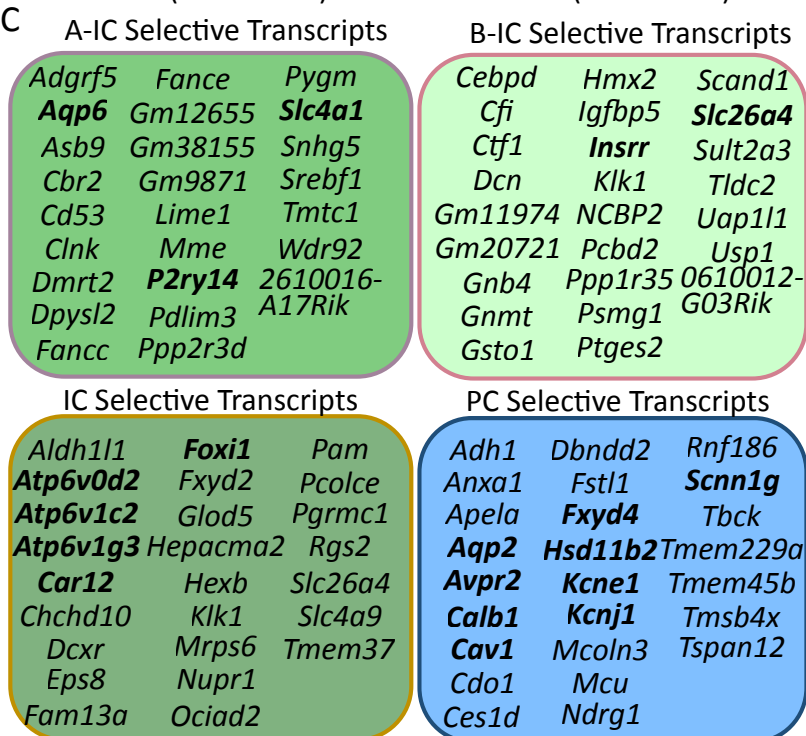 C
A-IC Selective Transcripts
Adgrf5 Fance Pygm
Aqp6 Gm12655 Slc4a1
Asb9 Gm38155 Snhg5
Cbr2 Gm9871 Srebf1
Cd53 Lime1 Tmtc1
Clnk Mme Wdr92
Dmrt2 P2ry14 2610016-
Dpysl2 Pdlim3 A17Rik
Fancc Ppp2r3d
B-IC Selective Transcripts
Cebpd Hmx2 Scand1
Cfi Igfbp5 Slc26a4
Ctf1 Insrr Sult2a3
Dcn Klk1 Tldc2
Gm11974 NCBP2 Uap1l1
Gm20721 Pcbd2 Usp1
Gnb4 Ppp1r35 0610012-
Gnmt Psmg1 G03Rik
Gsto1 Ptges2
IC Selective Transcripts
Aldh1l1 Foxi1 Pam
Atp6v0d2 Fxyd2 Pcolce
Atp6v1c2 Glod5 Pgrmc1
Atp6v1g3 Hepacma2 Rgs2
Car12 Hexb Slc26a4
Chchd10 Klk1 Slc4a9
Dcxr Mrps6 Tmem37
Eps8 Nupr1
Fam13a Ociad2
PC Selective Transcripts
Adh1 Dbndd2 Rnf186
Anxa1 Fstl1 Scnn1g
Apela Fxyd4 Tbck
Aqp2 Hsd11b2 Tmem229a
Avpr2 Kcne1 Tmem45b
Calb1 Kcnj1 Tmsb4x
Cav1 Mcoln3 Tspan12
Cdo1 Mcu
Ces1d Ndrg1